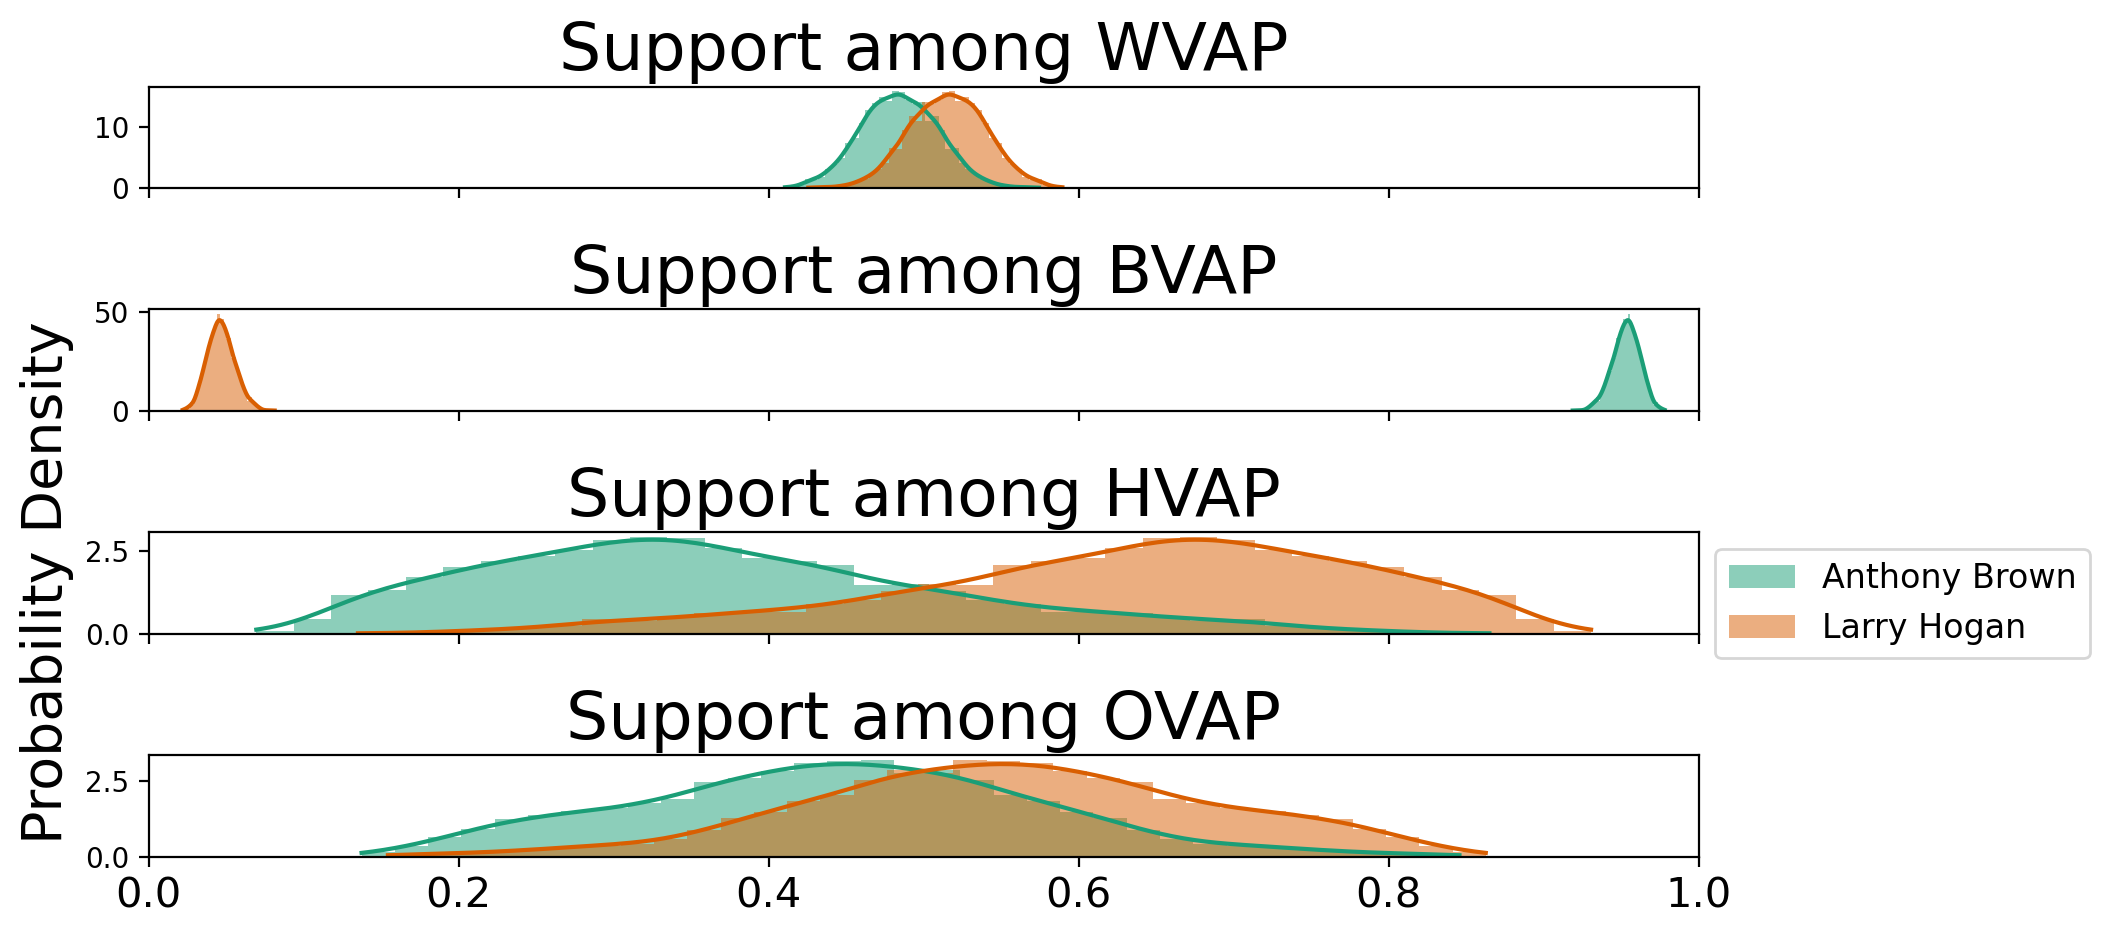 Support among WVAP
10
0
Support among BVAP
50
0
Probability Density
Support among HVAP
2.5
0.0
Anthony Brown
Larry Hogan
Support among OVAP
2.5
0.0
0.0 0.2 0.4 0.6 0.8 1.0